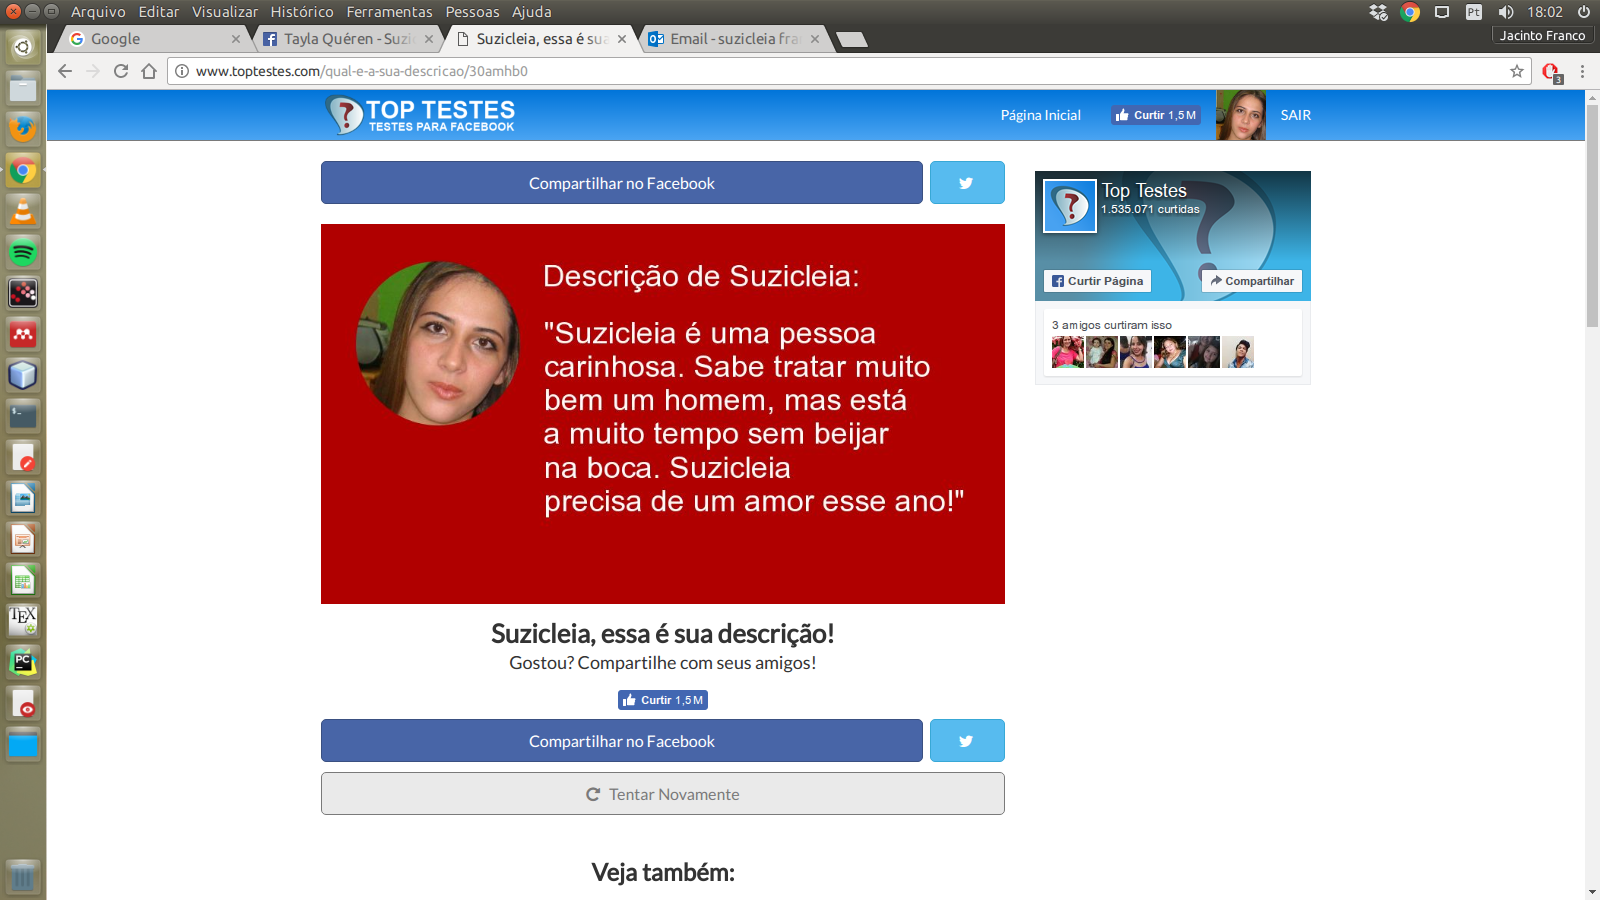 Arquivo Editar Visualizar Histórico Ferramentas Pessoas Ajuda
Pt 18:02
Google
Tayla Quéren - Suzi
Suzicleia, essa é sua
Email - suzicleia fra
Jacinto Franco
www.toptestes.com/qual-e-a-sua-descricao/30amhb0
3
TOP TESTES
TESTES PARA FACEBOOK
Página Inicial
Curtir 1,5 M
SAIR
Compartilhar no Facebook
Top Testes
1.535.071 curtidas
Curtir Página
Compartilhar
3 amigos curtiram isso
Descrição de Suzicleia:
"Suzicleia é uma pessoa
carinhosa. Sabe tratar muito
bem um homem, mas está
a muito tempo sem beijar
na boca. Suzicleia
precisa de um amor esse ano!"
Suzicleia, essa é sua descrição!
Gostou? Compartilhe com seus amigos!
Curtir 1,5 M
Compartilhar no Facebook
Tentar Novamente
Veja também:
TEX
PC